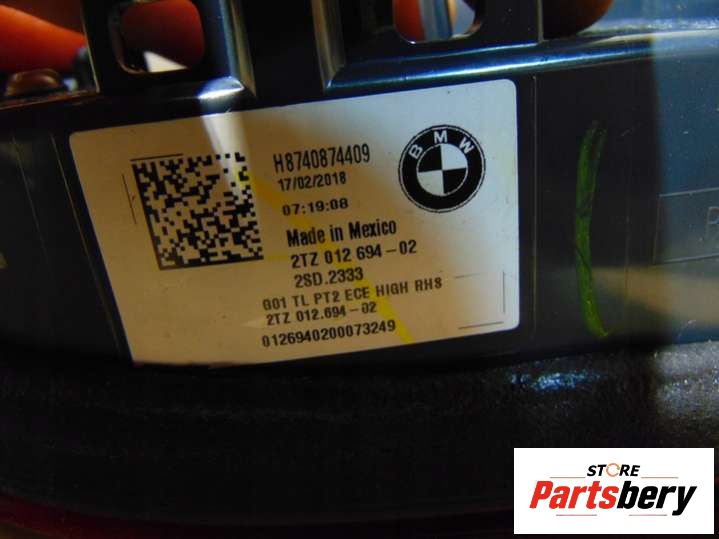 H8740874409
17/02/2018
07:19:08
BMW
Made in Mexico
2TZ 012 694-02
2SD.2333
G01 TL PT2 ECE HIGH RHS
2TZ 012.694-02
0126940200073249
STORE
Partsbery